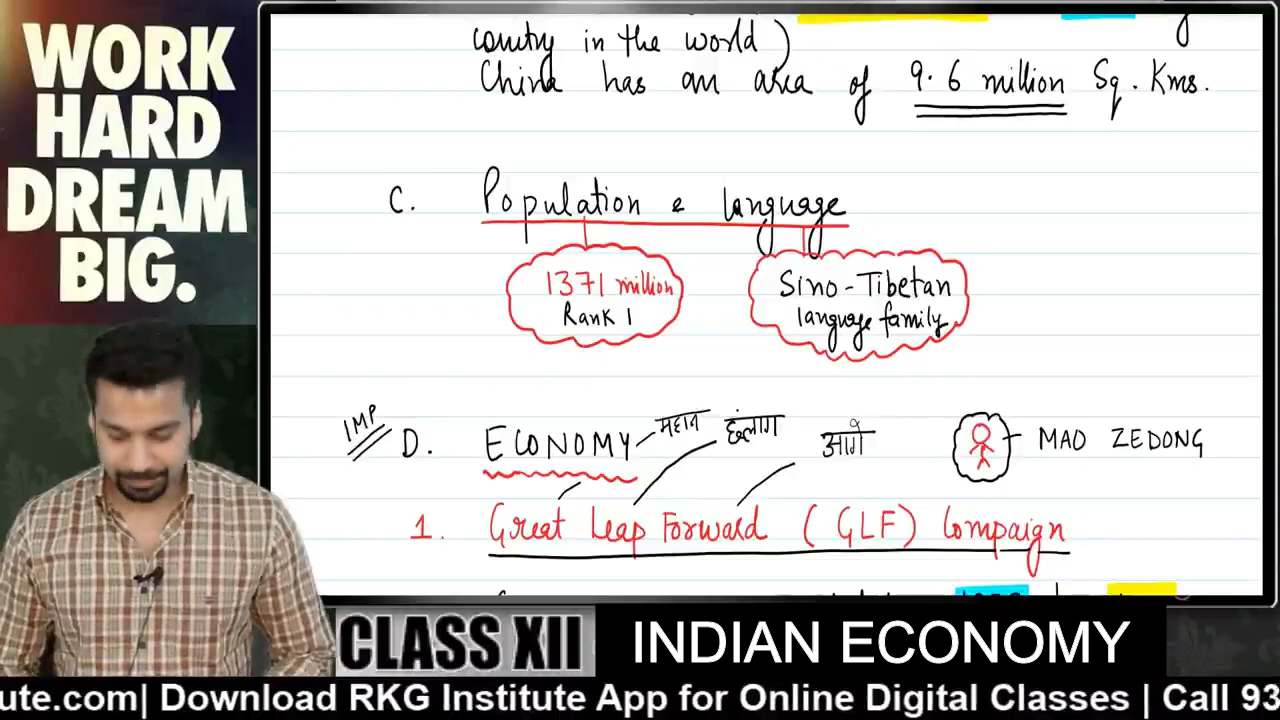 WORK
HARD
DREAM
BIG.
country in the world)
China has an area of 9.6 million Sq. Kms.
C. Population & language
1371 million
Rank 1
Sino-Tibetan
language family
IMP
D. ECONOMY महान छलांग आगे MAO ZEDONG
1. Great Leap Forward (GLF) Compaign
CLASS XII INDIAN ECONOMY
ute.com| Download RKG Institute App for Online Digital Classes | Call 93